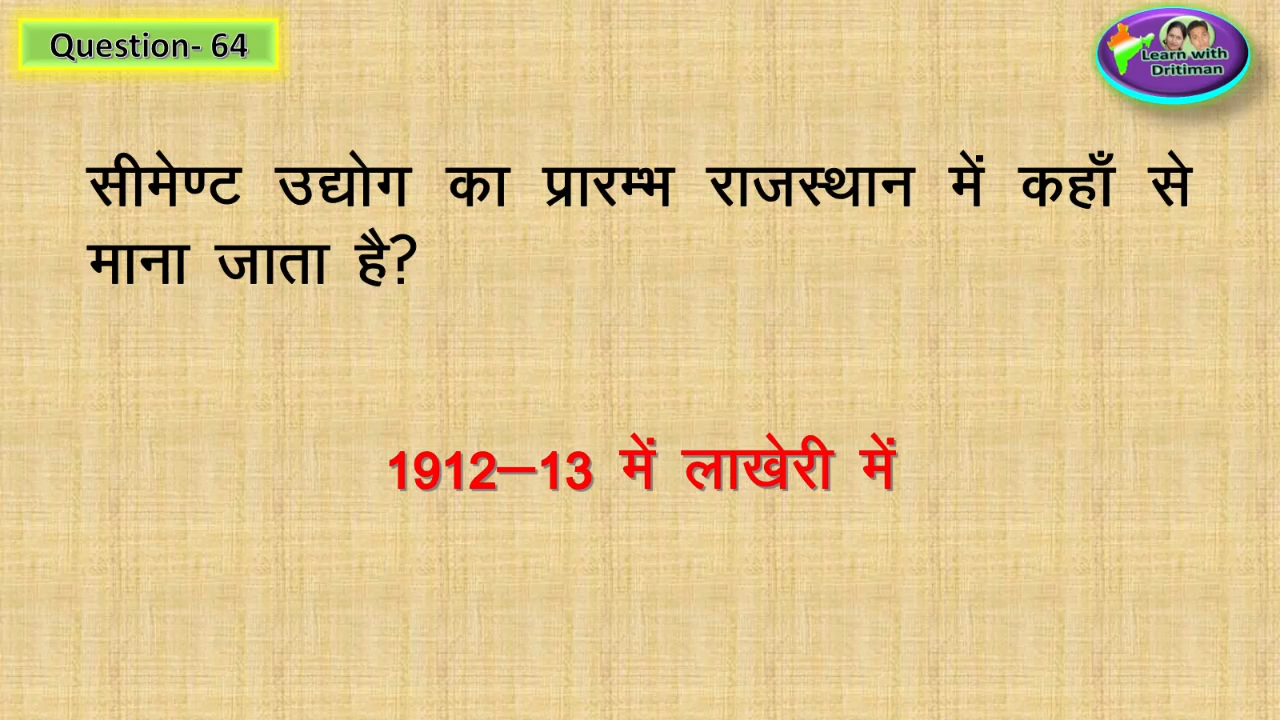 Question- 64
Learn with
Dritiman
सीमेण्ट उद्योग का प्रारम्भ राजस्थान में कहाँ से
माना जाता है?
1912–13 में लाखेरी में